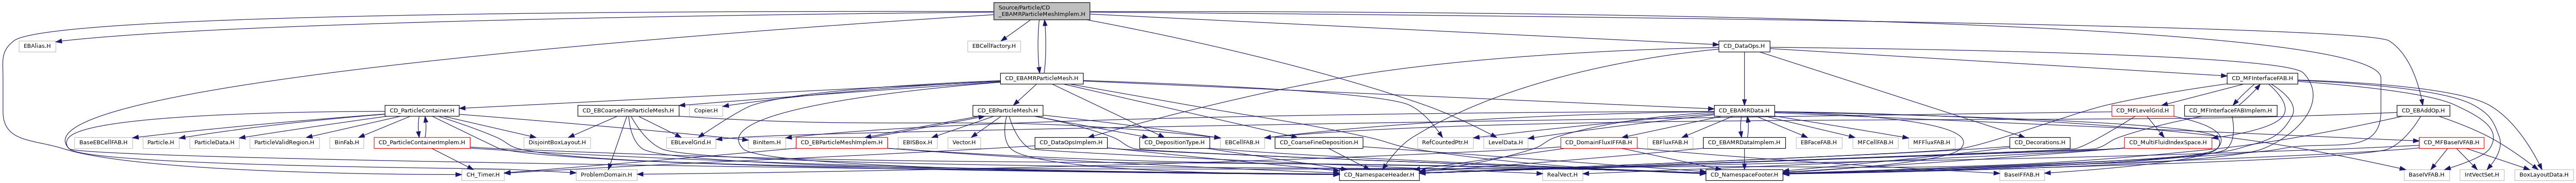 Source/Particle/CD
_EBAMRParticleMeshImplem.H
EBAlias.H
EBCellFactory.H
CD_DataOps.H
CD_EBAMRParticleMesh.H
CD_MFInterfaceFAB.H
CD_ParticleContainer.H
CD_EBCoarseFineParticleMesh.H
Copier.H
CD_EBParticleMesh.H
CD_EBAMRData.H
CD_MFLevelGrid.H
CD_MFInterfaceFABImplem.H
CD_EBAddOp.H
BaseEBCellFAB.H
Particle.H
ParticleData.H
ParticleValidRegion.H
BinFab.H
CD_ParticleContainerImplem.H
DisjointBoxLayout.H
EBLevelGrid.H
BinItem.H
CD_EBParticleMeshImplem.H
EBISBox.H
Vector.H
CD_DataOpsImplem.H
CD_DepositionType.H
EBCellFAB.H
CD_CoarseFineDeposition.H
RefCountedPtr.H
LevelData.H
CD_DomainFluxIFFAB.H
EBFluxFAB.H
CD_EBAMRDataImplem.H
EBFaceFAB.H
MFCellFAB.H
MFFluxFAB.H
CD_Decorations.H
CD_MultiFluidIndexSpace.H
CD_MFBaseIVFAB.H
CH_Timer.H
ProblemDomain.H
CD_NamespaceHeader.H
RealVect.H
CD_NamespaceFooter.H
BaseIFFAB.H
BaseIVFAB.H
IntVectSet.H
BoxLayoutData.H